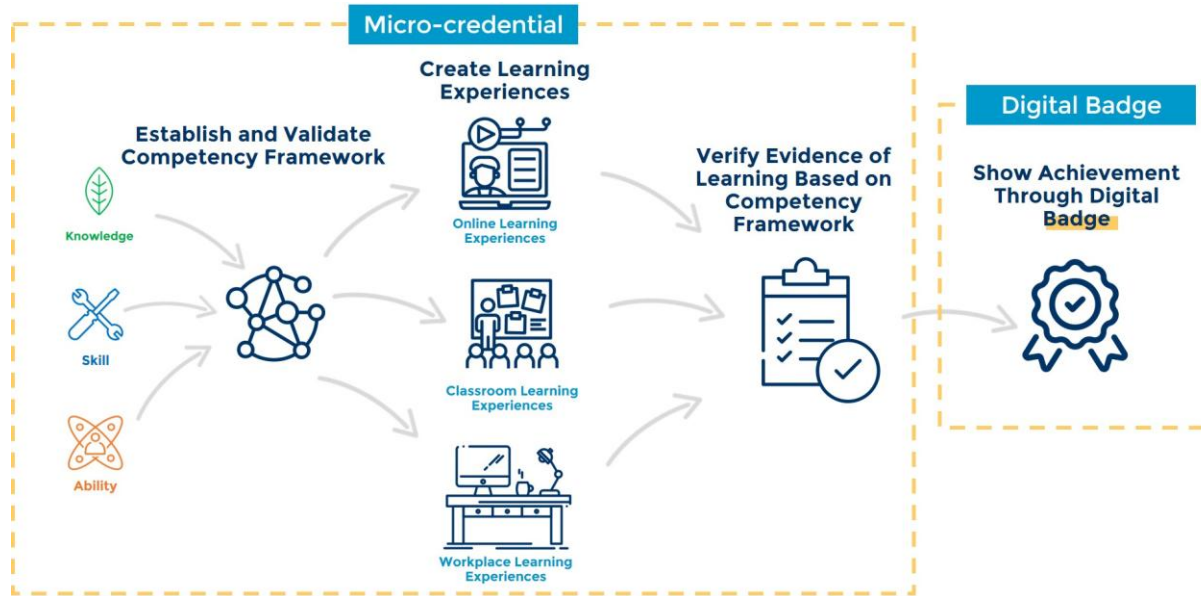 Micro-credential
Establish and Validate
Competency Framework
Knowledge
Skill
Ability
Create Learning
Experiences
Online Learning
Experiences
Classroom Learning
Experiences
Workplace Learning
Experiences
Verify Evidence of
Learning Based on
Competency
Framework
Digital Badge
Show Achievement
Through Digital
Badge